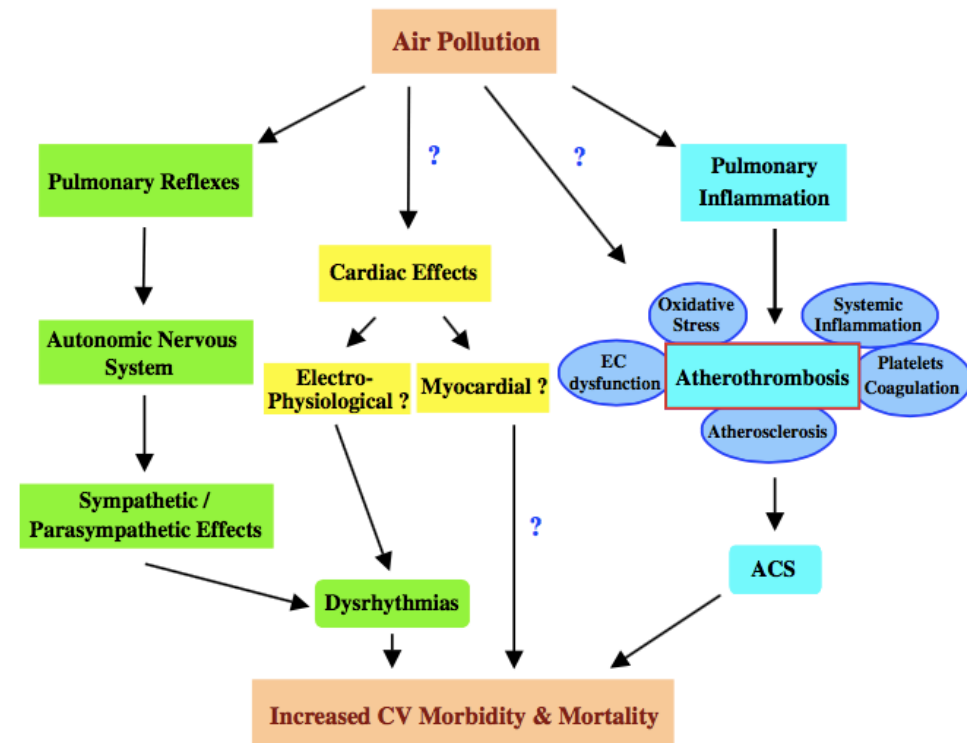 Air Pollution
?
?
Pulmonary Reflexes
Pulmonary
Inflammation
Cardiac Effects
Oxidative
Stress
Systemic
Inflammation
Autonomic Nervous
System
EC
dysfunction
Atherothrombosis
Platelets
Coagulation
Electro-
Physiological ?
Myocardial ?
Atherosclerosis
Sympathetic /
Parasympathetic Effects
?
ACS
Dysrhythmias
Increased CV Morbidity & Mortality